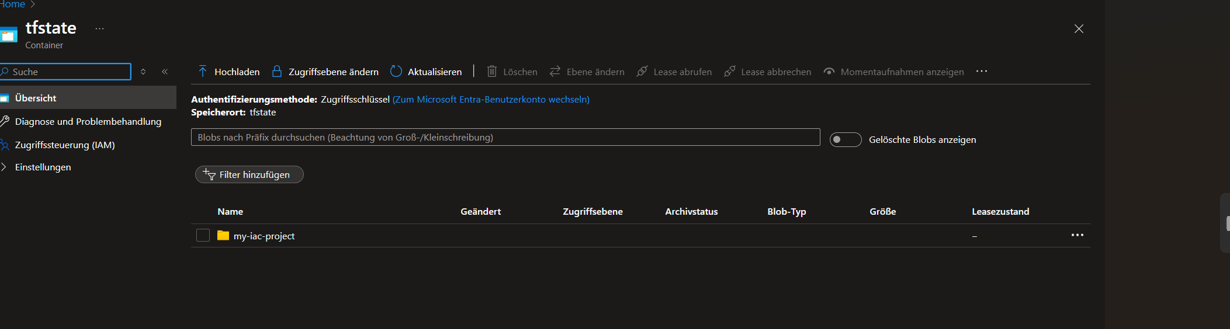 Home >
tfstate ...
Container
Suche
Hochladen Zugriffsebene ändern Aktualisieren Löschen Ebene ändern Lease abrufen Lease abbrechen Momentaufnahmen anzeigen ...
Übersicht
Diagnose und Problembehandlung
Zugriffssteuerung (IAM)
Einstellungen
Authentifizierungsmethode: Zugriffsschlüssel (Zum Microsoft Entra-Benutzerkonto wechseln)
Speicherort: tfstate
Blobs nach Präfix durchsuchen (Beachtung von Groß-/Kleinschreibung)
Gelöschte Blobs anzeigen
Filter hinzufügen
Name Geändert Zugriffsebene Archivstatus Blob-Typ Größe Leasezustand
my-iac-project – ...